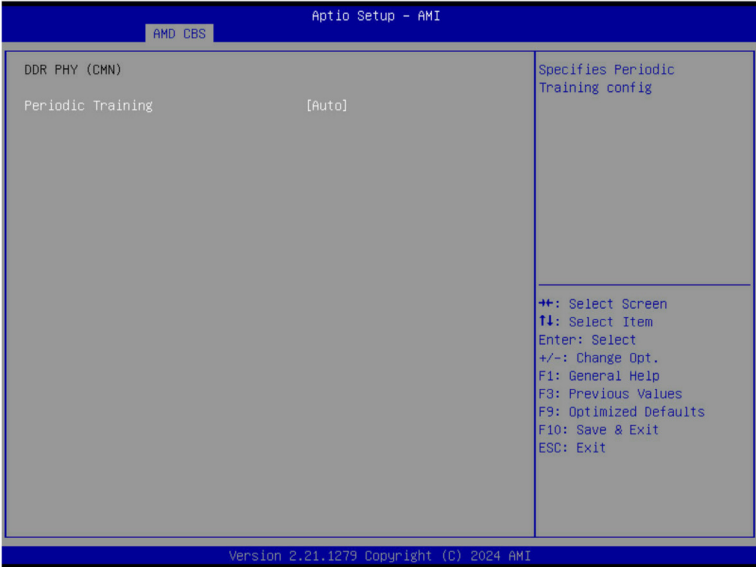 Aptio Setup – AMI
AMD CBS
DDR PHY (CMN)
Periodic Training [Auto]
Specifies Periodic
Training config
→←: Select Screen
↑↓: Select Item
Enter: Select
+/-: Change Opt.
F1: General Help
F3: Previous Values
F9: Optimized Defaults
F10: Save & Exit
ESC: Exit
Version 2.21.1279 Copyright (C) 2024 AMI